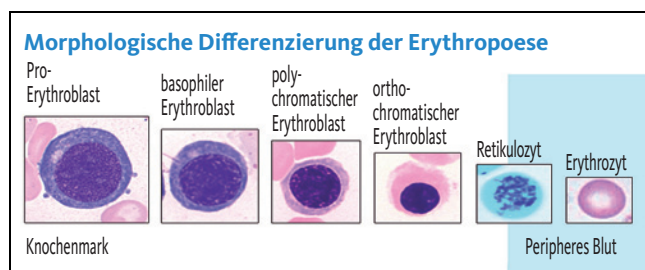 Morphologische Differenzierung der Erythropoese
Pro-
Erythroblast
basophiler
Erythroblast
poly-
chromatischer
Erythroblast
ortho-
chromatischer
Erythroblast
Retikulozyt
Erythrozyt
Knochenmark
Peripheres Blut